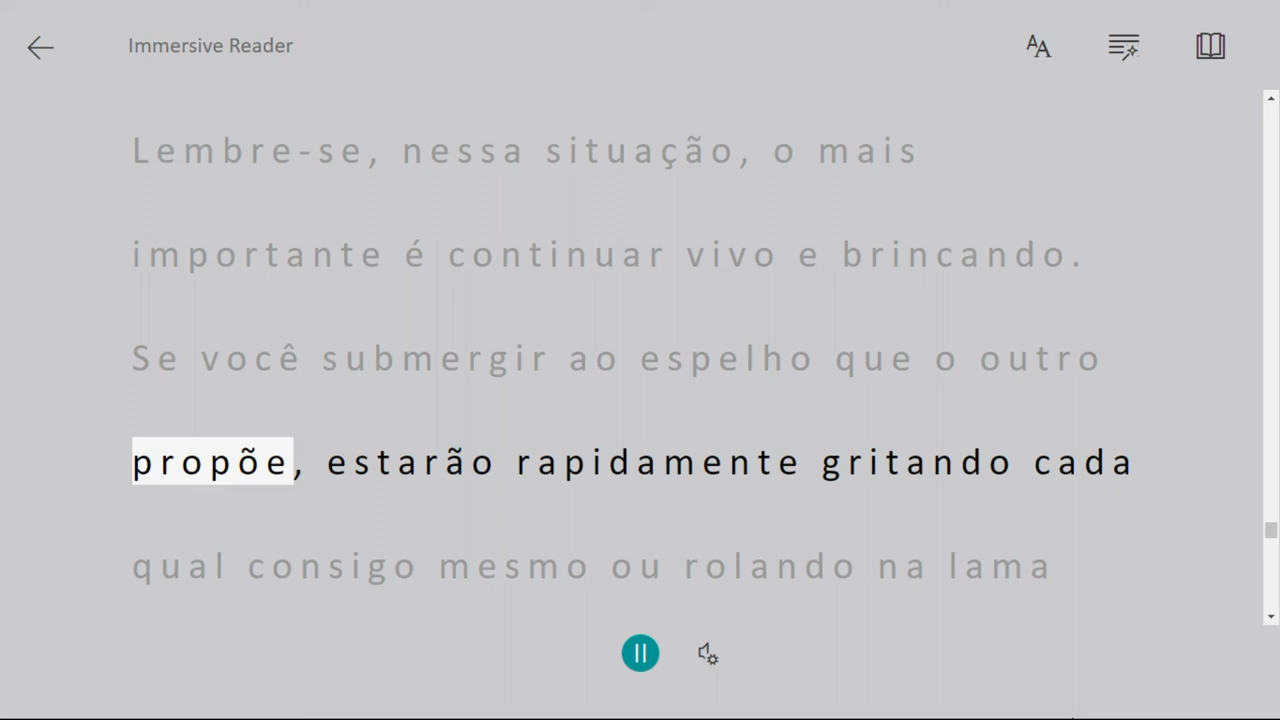 Immersive Reader
Lembre-se, nessa situação, o mais
importante é continuar vivo e brincando.
Se você submergir ao espelho que o outro
propõe, estarão rapidamente gritando cada
qual consigo mesmo ou rolando na lama